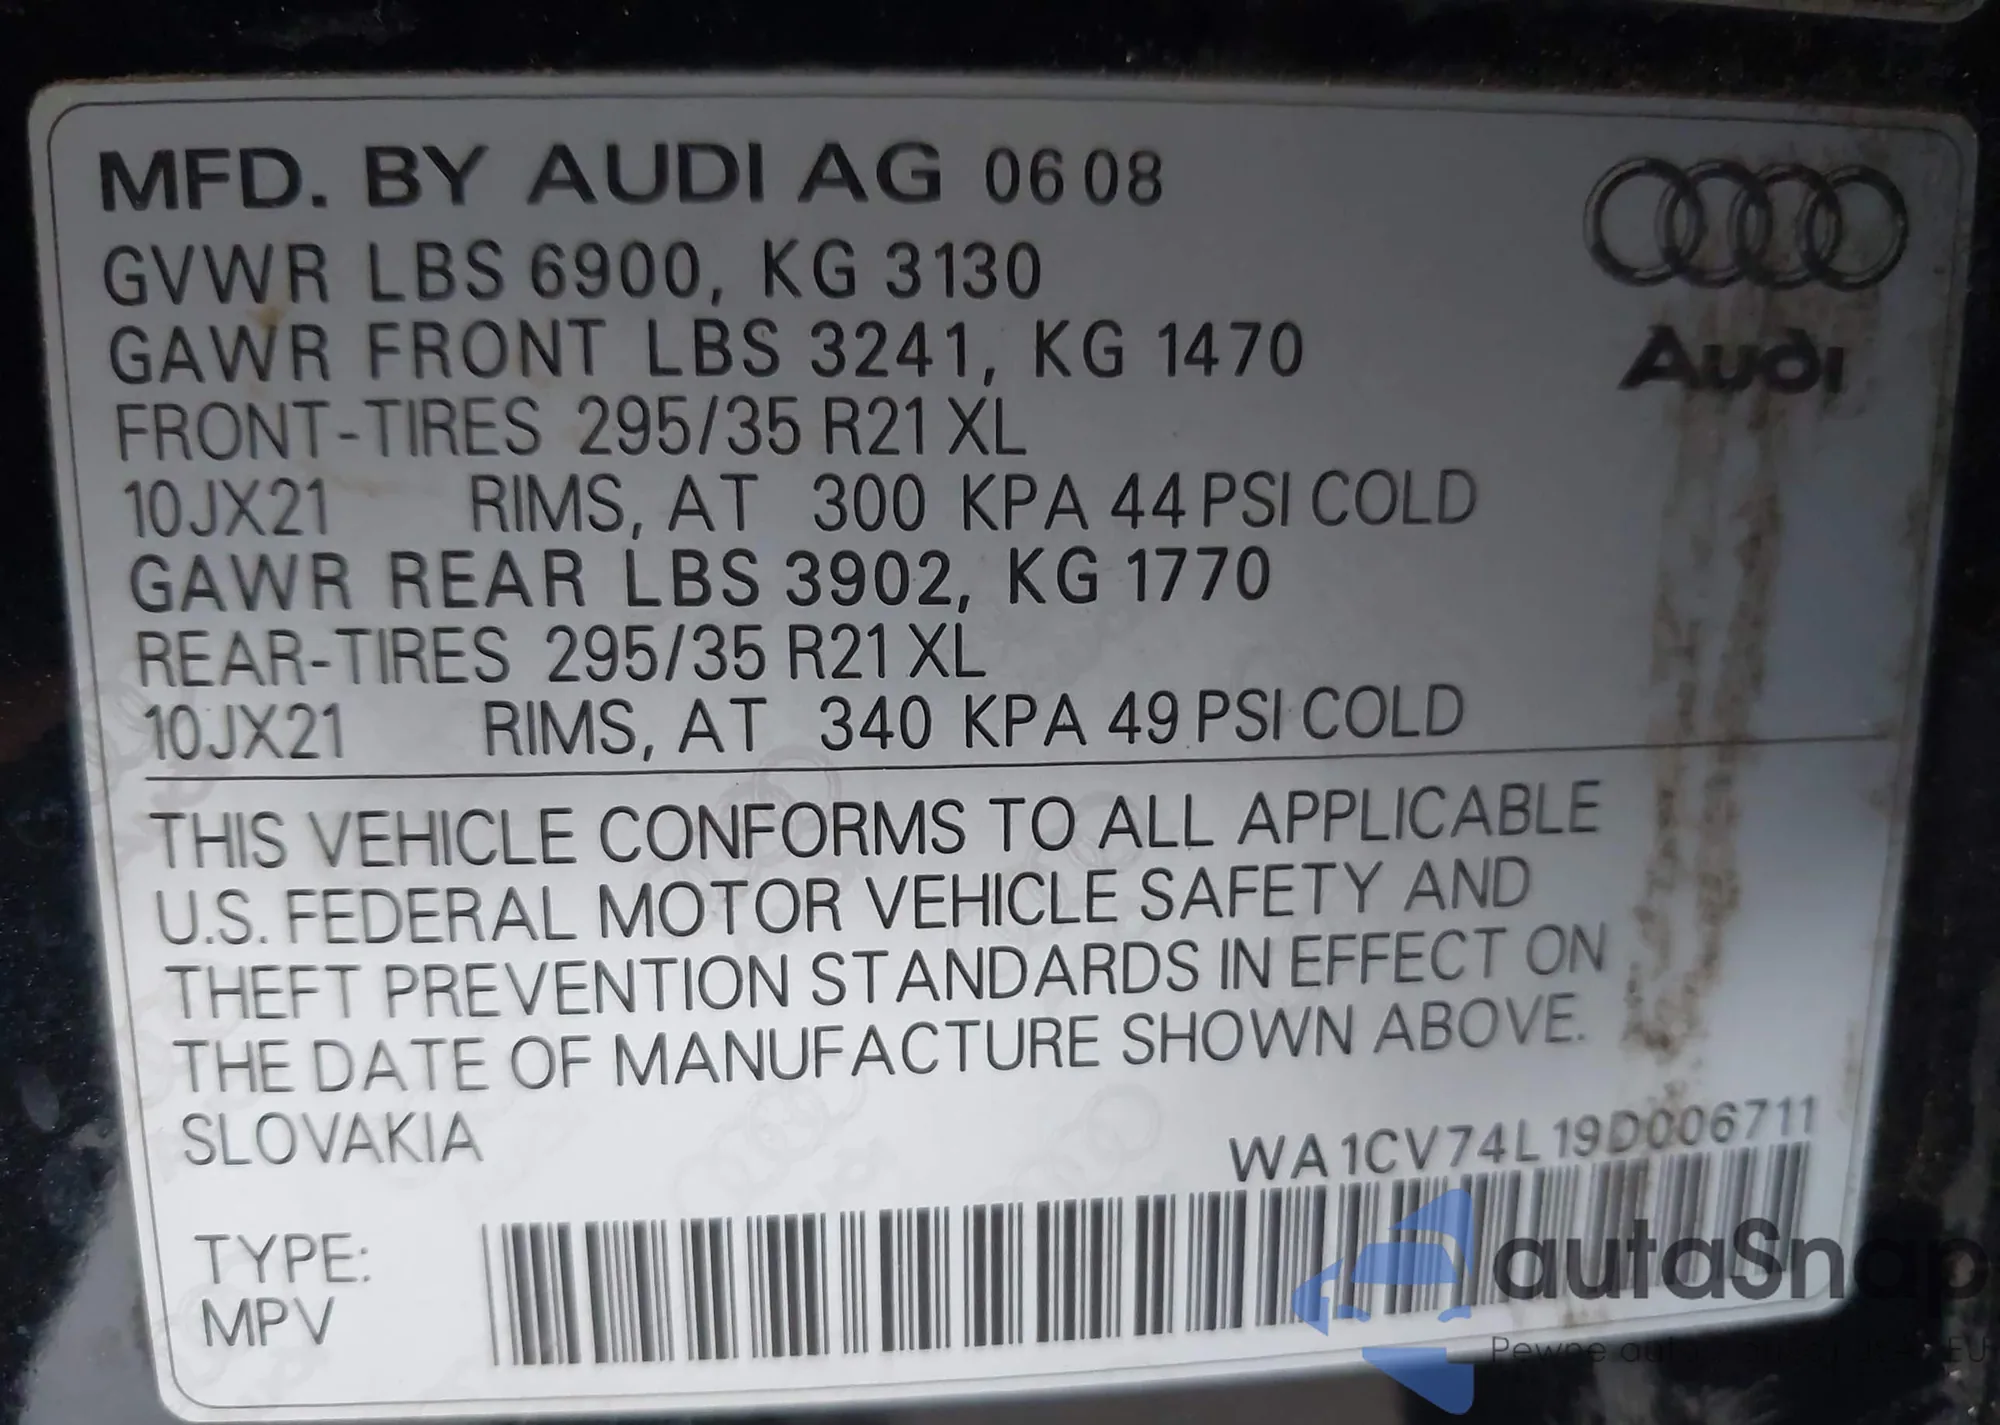 MFD. BY AUDI AG 06 08
GVWR LBS 6900, KG 3130
GAWR FRONT LBS 3241, KG 1470
FRONT-TIRES 295/35 R21 XL
10JX21 RIMS, AT 300 KPA 44 PSI COLD
GAWR REAR LBS 3902, KG 1770
REAR-TIRES 295/35 R21 XL
10JX21 RIMS, AT 340 KPA 49 PSI COLD
Audi
THIS VEHICLE CONFORMS TO ALL APPLICABLE
U.S. FEDERAL MOTOR VEHICLE SAFETY AND
THEFT PREVENTION STANDARDS IN EFFECT ON
THE DATE OF MANUFACTURE SHOWN ABOVE.
SLOVAKIA
WA1CV74L19D006711
TYPE:
MPV
autaSnap
Pewne auta